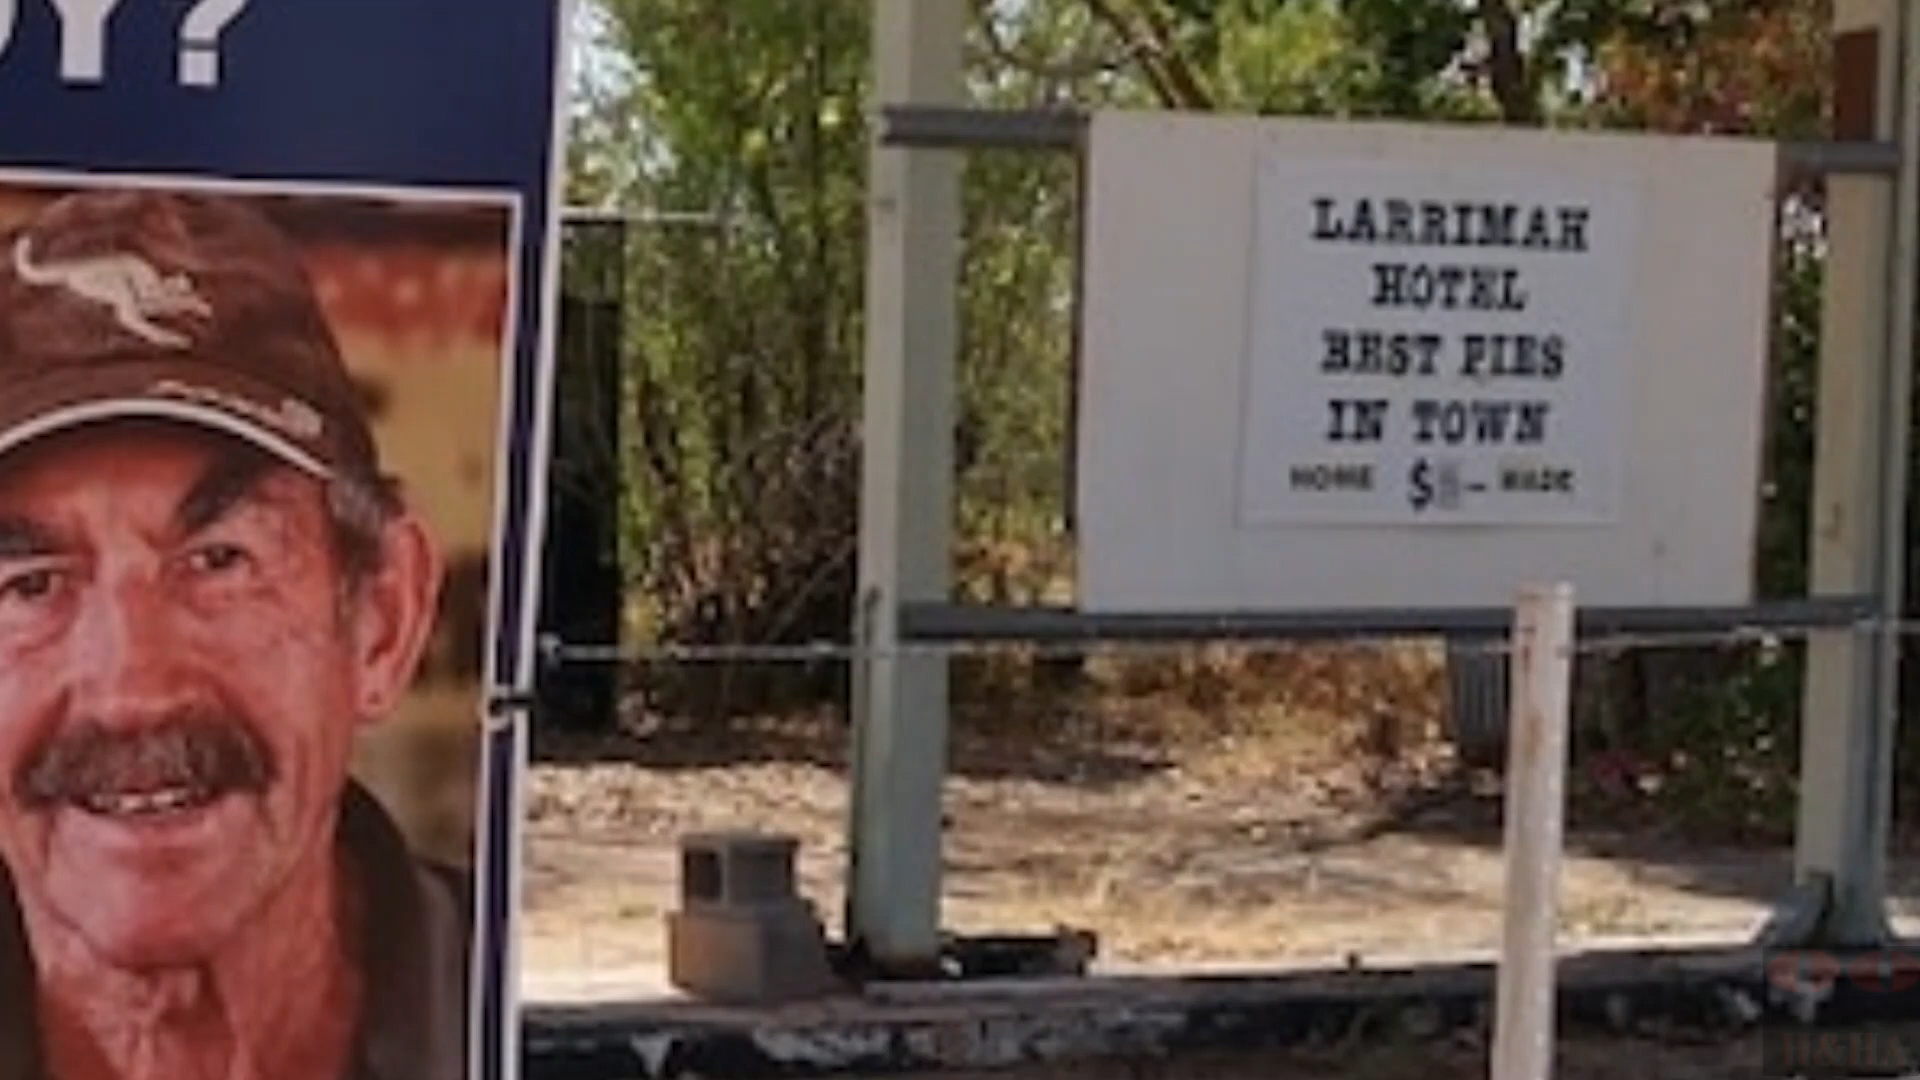 Y?
LARRIMAH
HOTEL
BEST PIES
IN TOWN
HOME $ - MADE
H&H